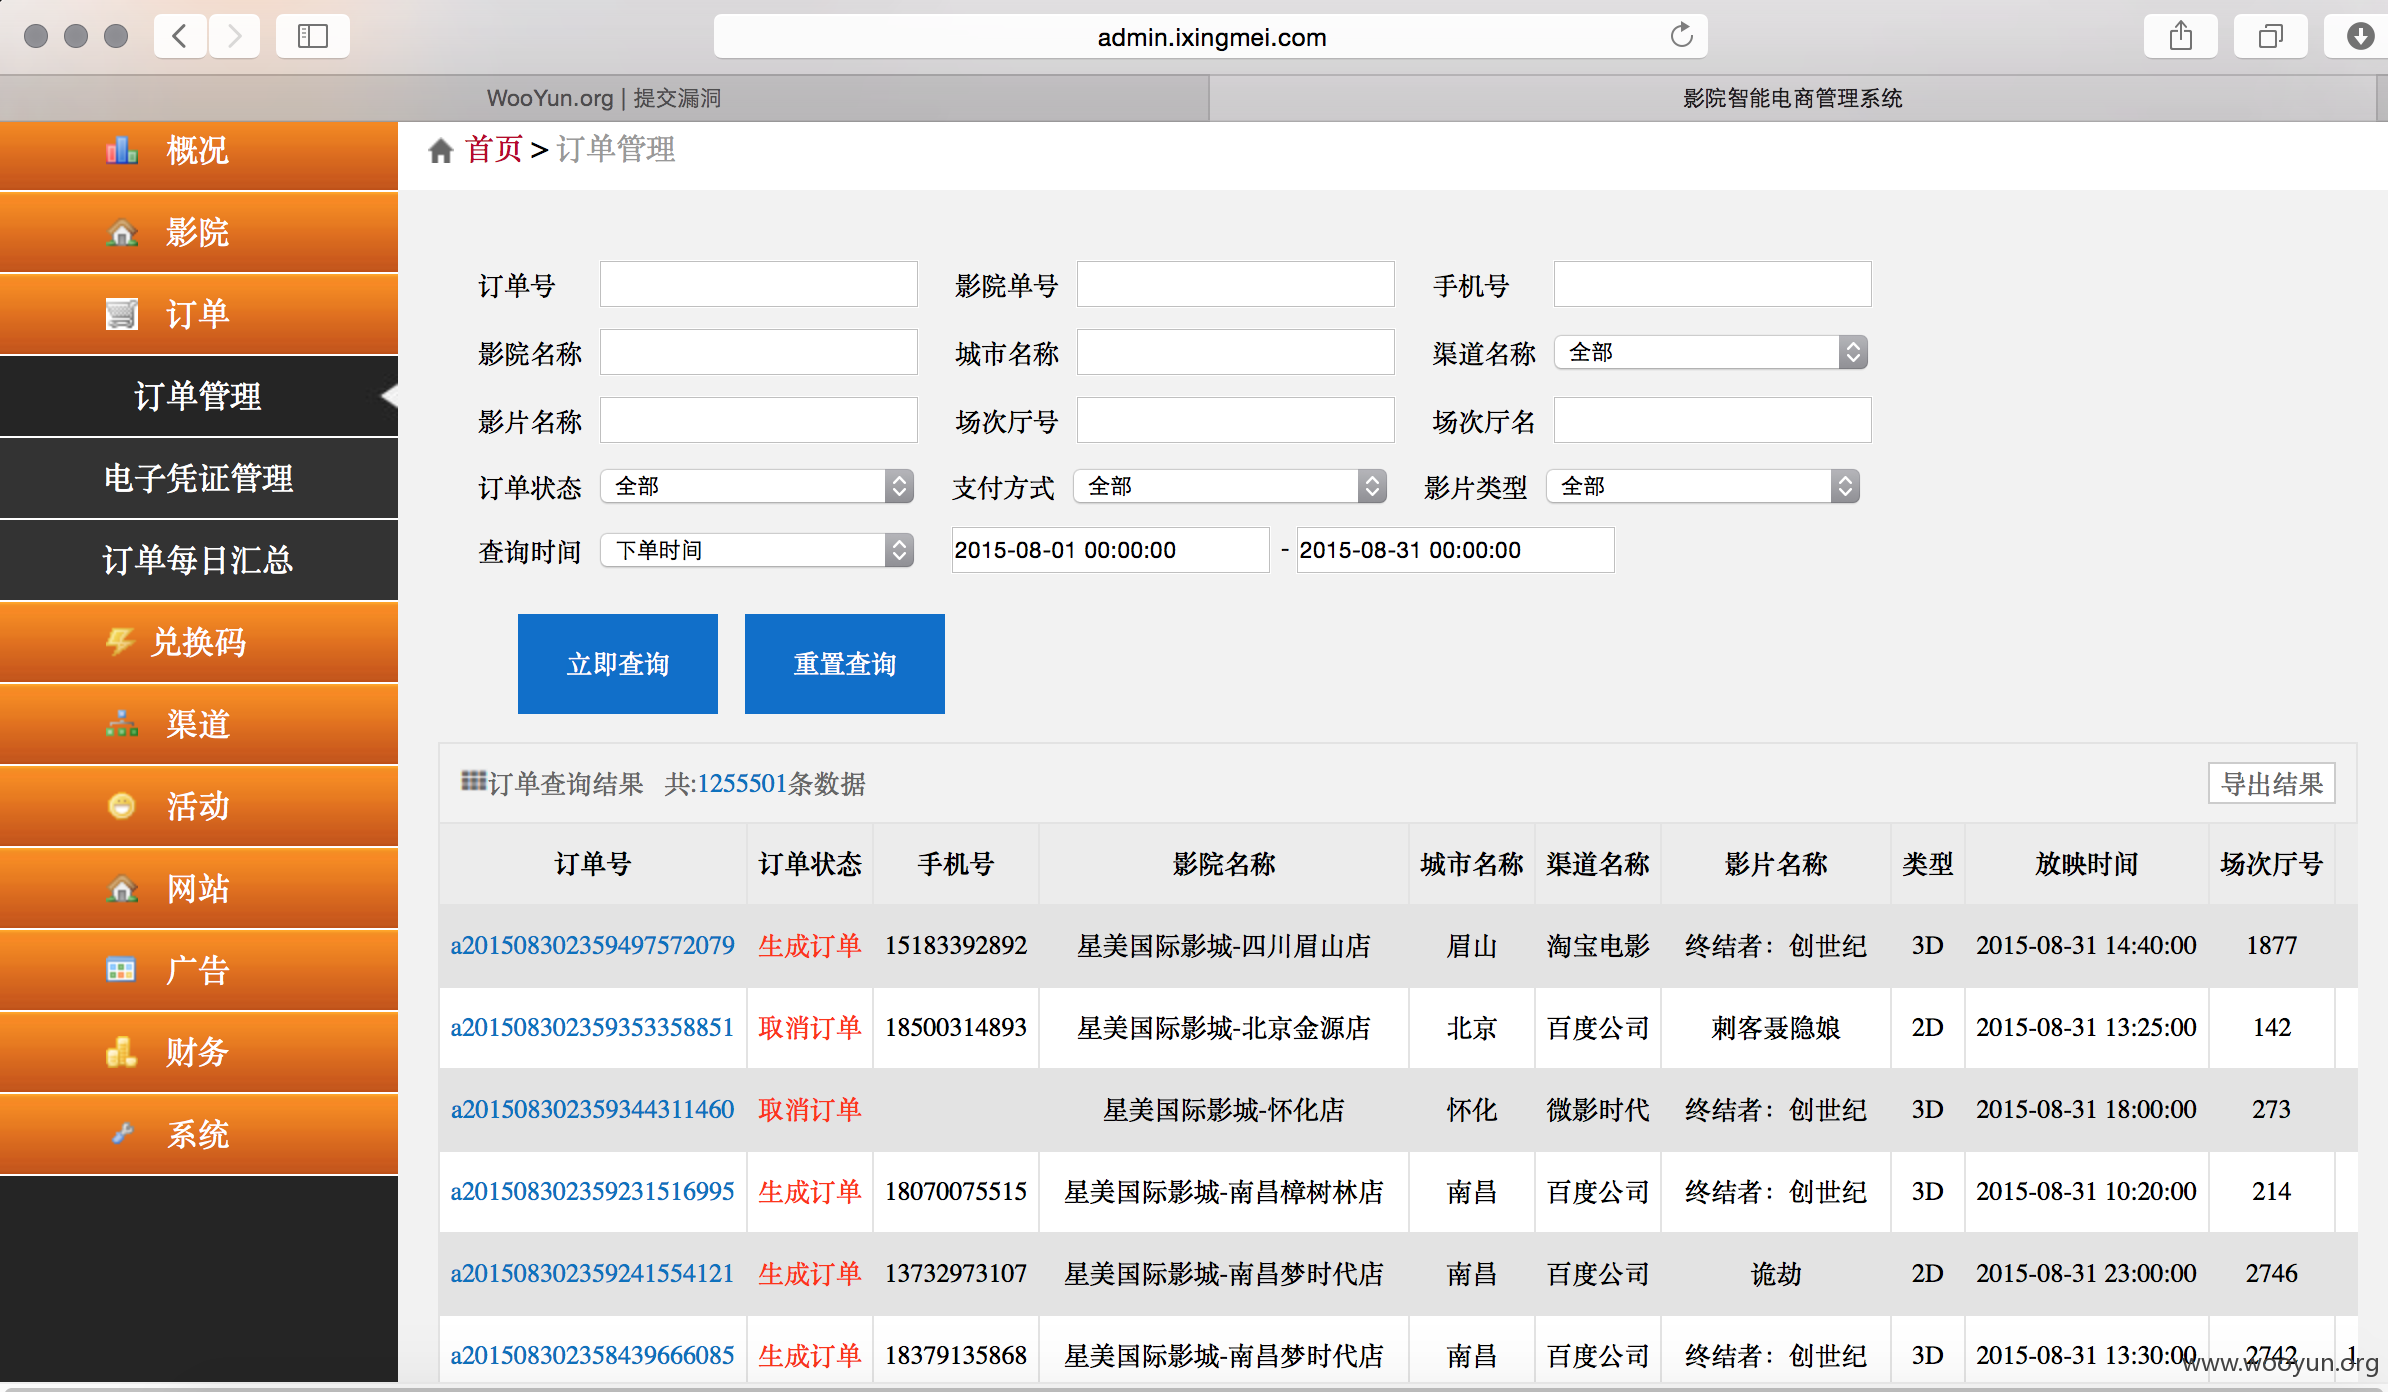 admin.ixingmei.com
WooYun.org | 提交漏洞
影院智能电商管理系统
概况
影院
订单
订单管理
电子凭证管理
订单每日汇总
兑换码
渠道
活动
网站
广告
财务
系统
首页 > 订单管理
订单号 影院单号 手机号
影院名称 城市名称 渠道名称 全部
影片名称 场次厅号 场次厅名
订单状态 全部 支付方式 全部 影片类型 全部
查询时间 下单时间 2015-08-01 00:00:00 - 2015-08-31 00:00:00
立即查询 重置查询
订单查询结果 共:1255501条数据 导出结果
订单号 订单状态 手机号 影院名称 城市名称 渠道名称 影片名称 类型 放映时间 场次厅号
a201508302359497572079 生成订单 15183392892 星美国际影城-四川眉山店 眉山 淘宝电影 终结者：创世纪 3D 2015-08-31 14:40:00 1877
a201508302359353358851 取消订单 18500314893 星美国际影城-北京金源店 北京 百度公司 刺客聂隐娘 2D 2015-08-31 13:25:00 142
a201508302359344311460 取消订单 星美国际影城-怀化店 怀化 微影时代 终结者：创世纪 3D 2015-08-31 18:00:00 273
a201508302359231516995 生成订单 18070075515 星美国际影城-南昌樟树林店 南昌 百度公司 终结者：创世纪 3D 2015-08-31 10:20:00 214
a201508302359241554121 生成订单 13732973107 星美国际影城-南昌梦时代店 南昌 百度公司 诡劫 2D 2015-08-31 23:00:00 2746
a201508302358439666085 生成订单 18379135868 星美国际影城-南昌梦时代店 南昌 百度公司 终结者：创世纪 3D 2015-08-31 13:30:00 2742 1
www.wooyun.org